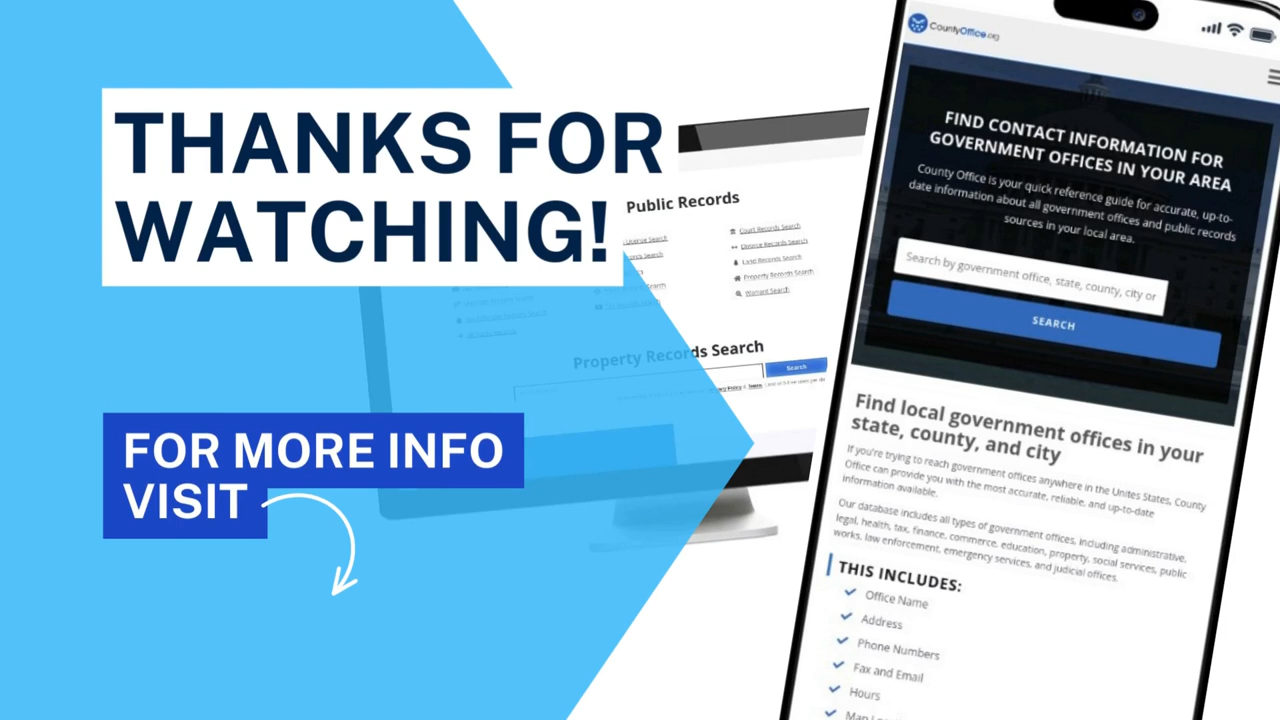 THANKS FOR
WATCHING!
FOR MORE INFO
VISIT
Public Records
License Search
Court Records Search
Divorce Records Search
Land Records Search
Property Records Search
Warrant Search
Property Records Search
Search
CountyOffice.org
FIND CONTACT INFORMATION FOR
GOVERNMENT OFFICES IN YOUR AREA
County Office is your quick reference guide for accurate, up-to-
date information about all government offices and public records
sources in your local area.
Search by government office, state, county, city or
SEARCH
Find local government offices in your
state, county, and city
If you're trying to reach government offices anywhere in the Unites States, County
Office can provide you with the most accurate, reliable, and up-to-date
information available.
Our database includes all types of government offices, including administrative,
legal, health, tax, finance, commerce, education, property, social services, public
works, law enforcement, emergency services, and judicial offices.
THIS INCLUDES:
Office Name
Address
Phone Numbers
Fax and Email
Hours
Map